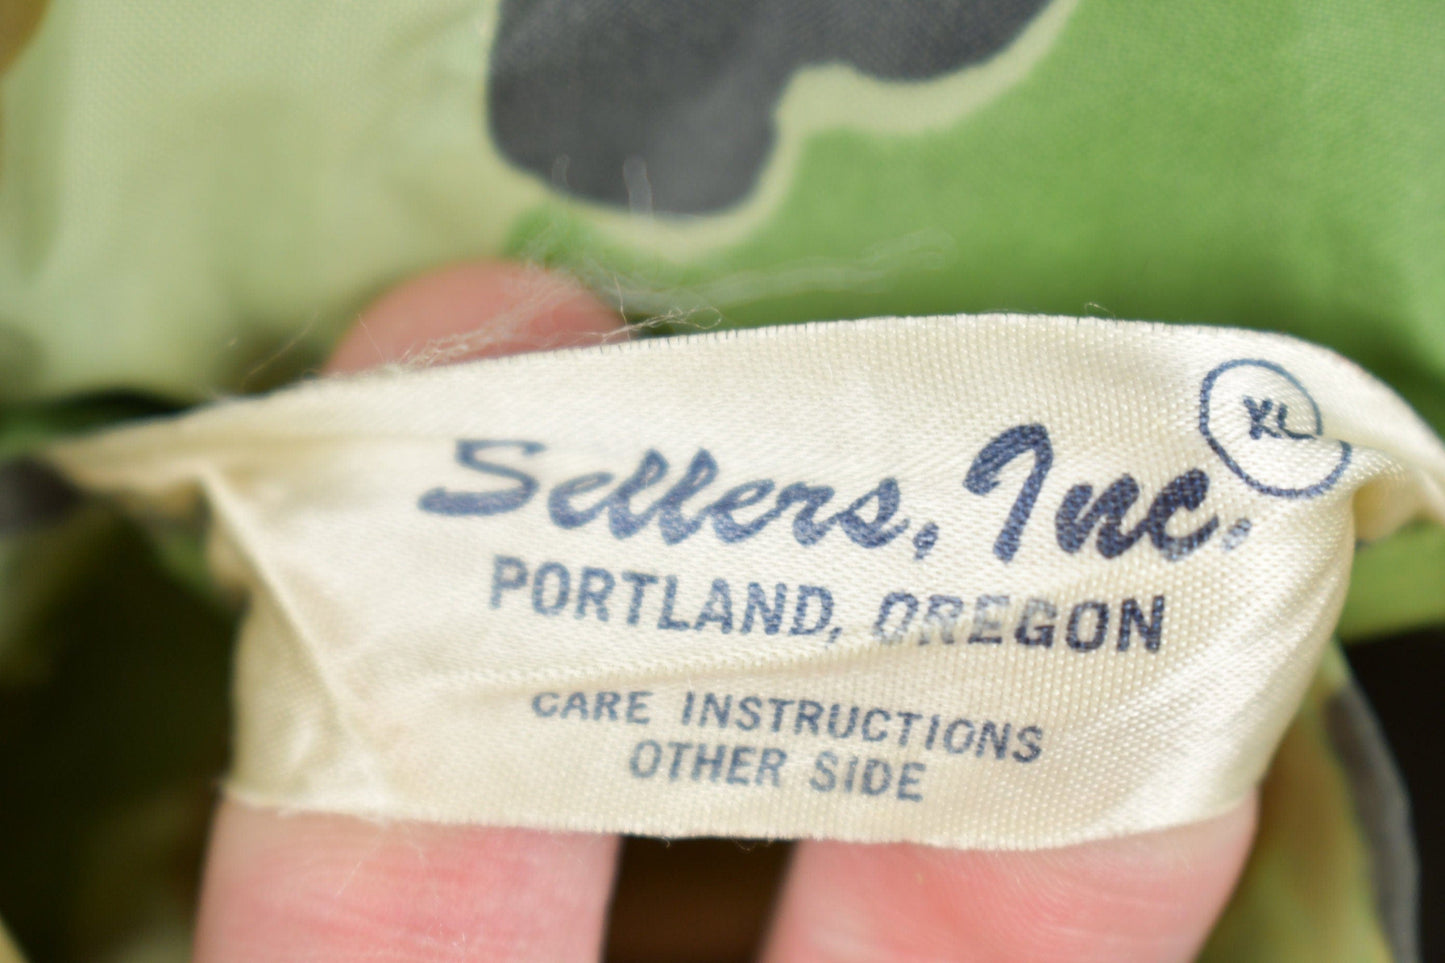 XL
Sellers, Inc.
PORTLAND, OREGON
CARE INSTRUCTIONS
OTHER SIDE